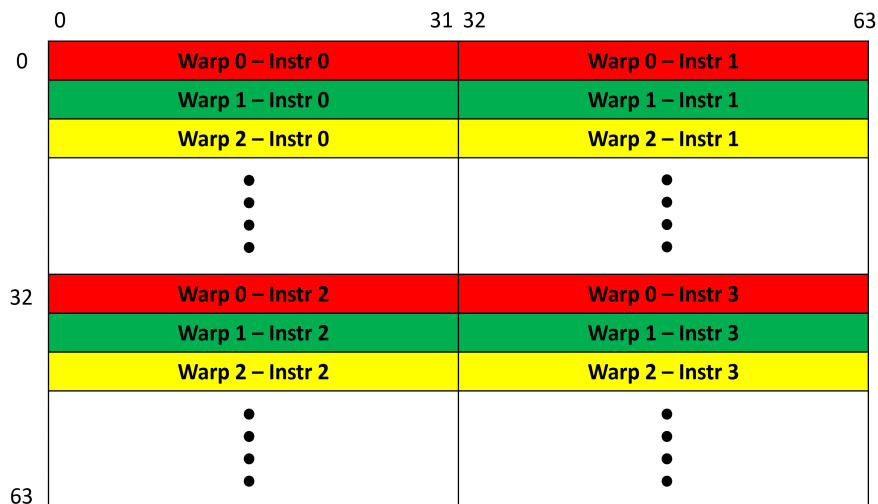 0 31 32 63
0 Warp 0 – Instr 0 Warp 0 – Instr 1
Warp 1 – Instr 0 Warp 1 – Instr 1
Warp 2 – Instr 0 Warp 2 – Instr 1
32 Warp 0 – Instr 2 Warp 0 – Instr 3
Warp 1 – Instr 2 Warp 1 – Instr 3
Warp 2 – Instr 2 Warp 2 – Instr 3
63